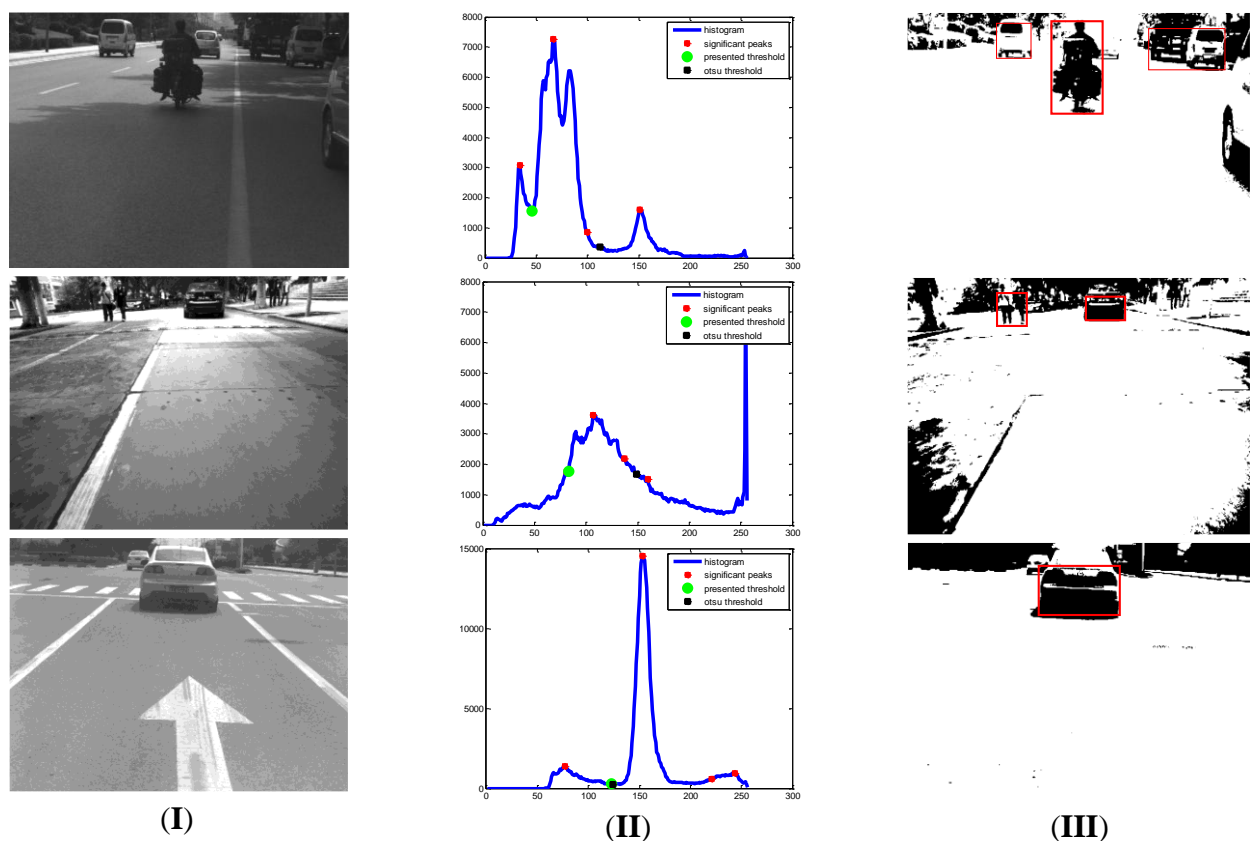 8000
7000
6000
5000
4000
3000
2000
1000
0
0 50 100 150 200 250 300
histogram
significant peaks
presented threshold
otsu threshold
8000
7000
6000
5000
4000
3000
2000
1000
0
0 50 100 150 200 250 300
histogram
significant peaks
presented threshold
otsu threshold
15000
10000
5000
0
0 50 100 150 200 250 300
histogram
significant peaks
presented threshold
otsu threshold
(I) (II) (III)